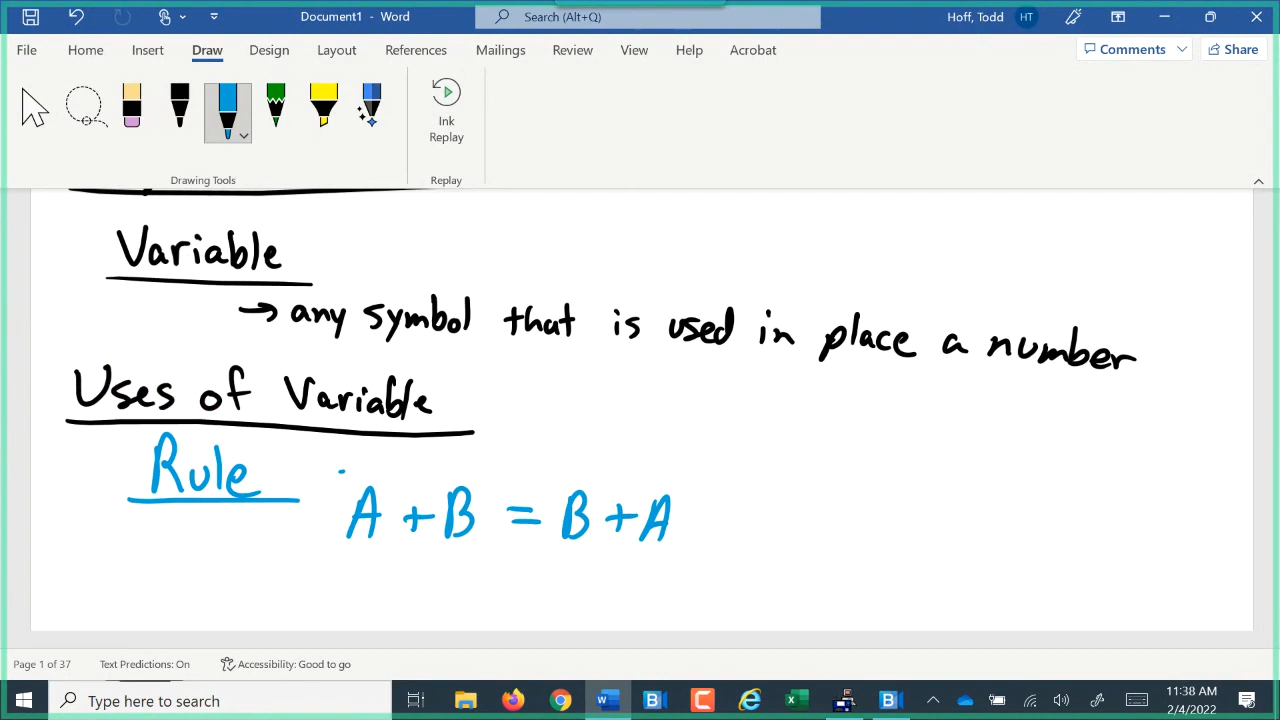 Document1 - Word
Search (Alt+Q)
Hoff, Todd
HT
File Home Insert Draw Design Layout References Mailings Review View Help Acrobat
Comments
Share
Ink
Replay
Drawing Tools
Replay
Variable
→ any symbol that is used in place a number
Uses of Variable
Rule
A + B = B + A
Page 1 of 37
Text Predictions: On
Accessibility: Good to go
Type here to search
11:38 AM
2/4/2022